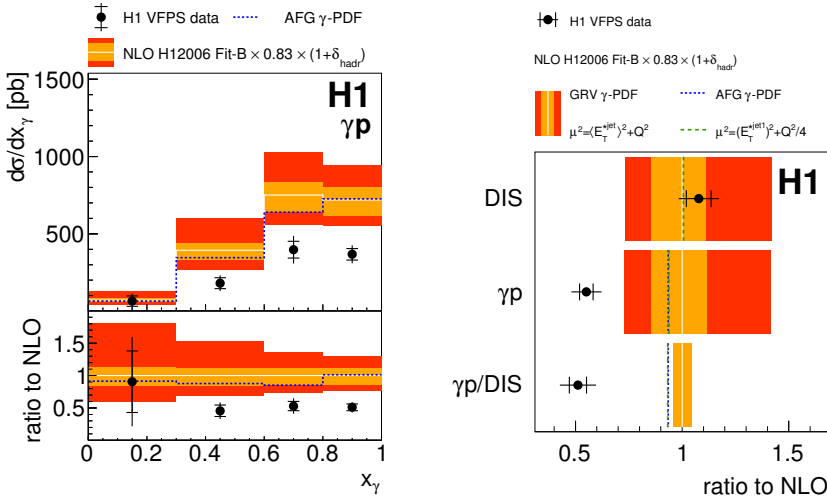 H1 VFPS data
AFG γ-PDF
NLO H12006 Fit-B × 0.83 × (1+δhadr)
dσ/dxγ [pb]
1500
1000
500
H1
γp
ratio to NLO
1.5
1
0.5
0
0.2
0.4
0.6
0.8
1
xγ
H1 VFPS data
NLO H12006 Fit-B × 0.83 × (1+δhadr)
GRV γ-PDF
AFG γ-PDF
μ²=⟨E*jetT⟩²+Q²
μ²=(E*jet1T)²+Q²/4
H1
DIS
γp
γp/DIS
0.5
1
1.5
ratio to NLO